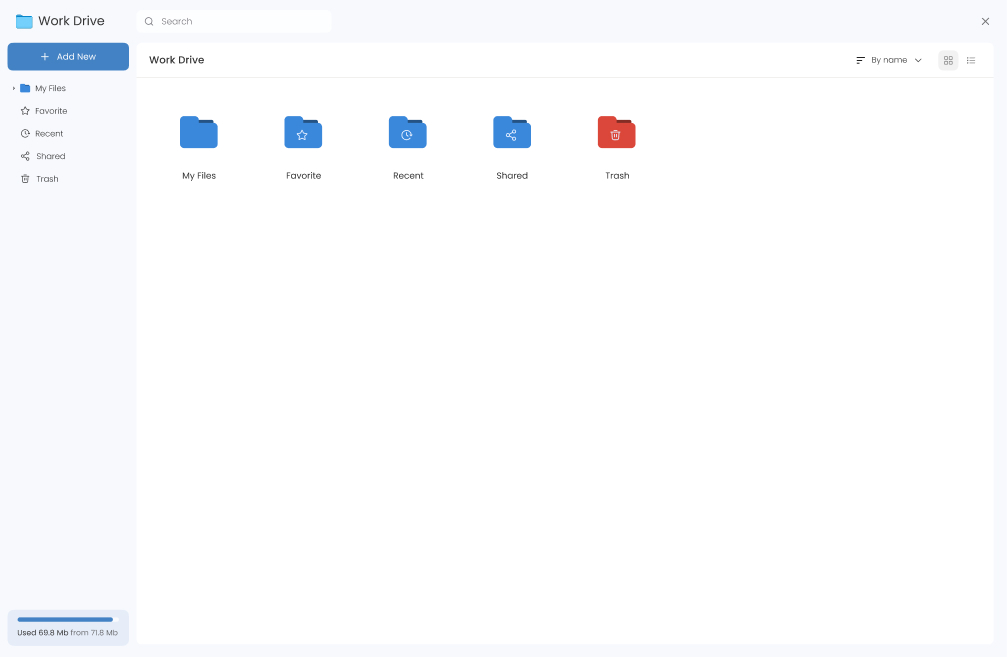 Work Drive
Search
Add New
Work Drive
By name
My Files
Favorite
Recent
Shared
Trash
My Files
Favorite
Recent
Shared
Trash
Used 69.8 Mb from 71.8 Mb